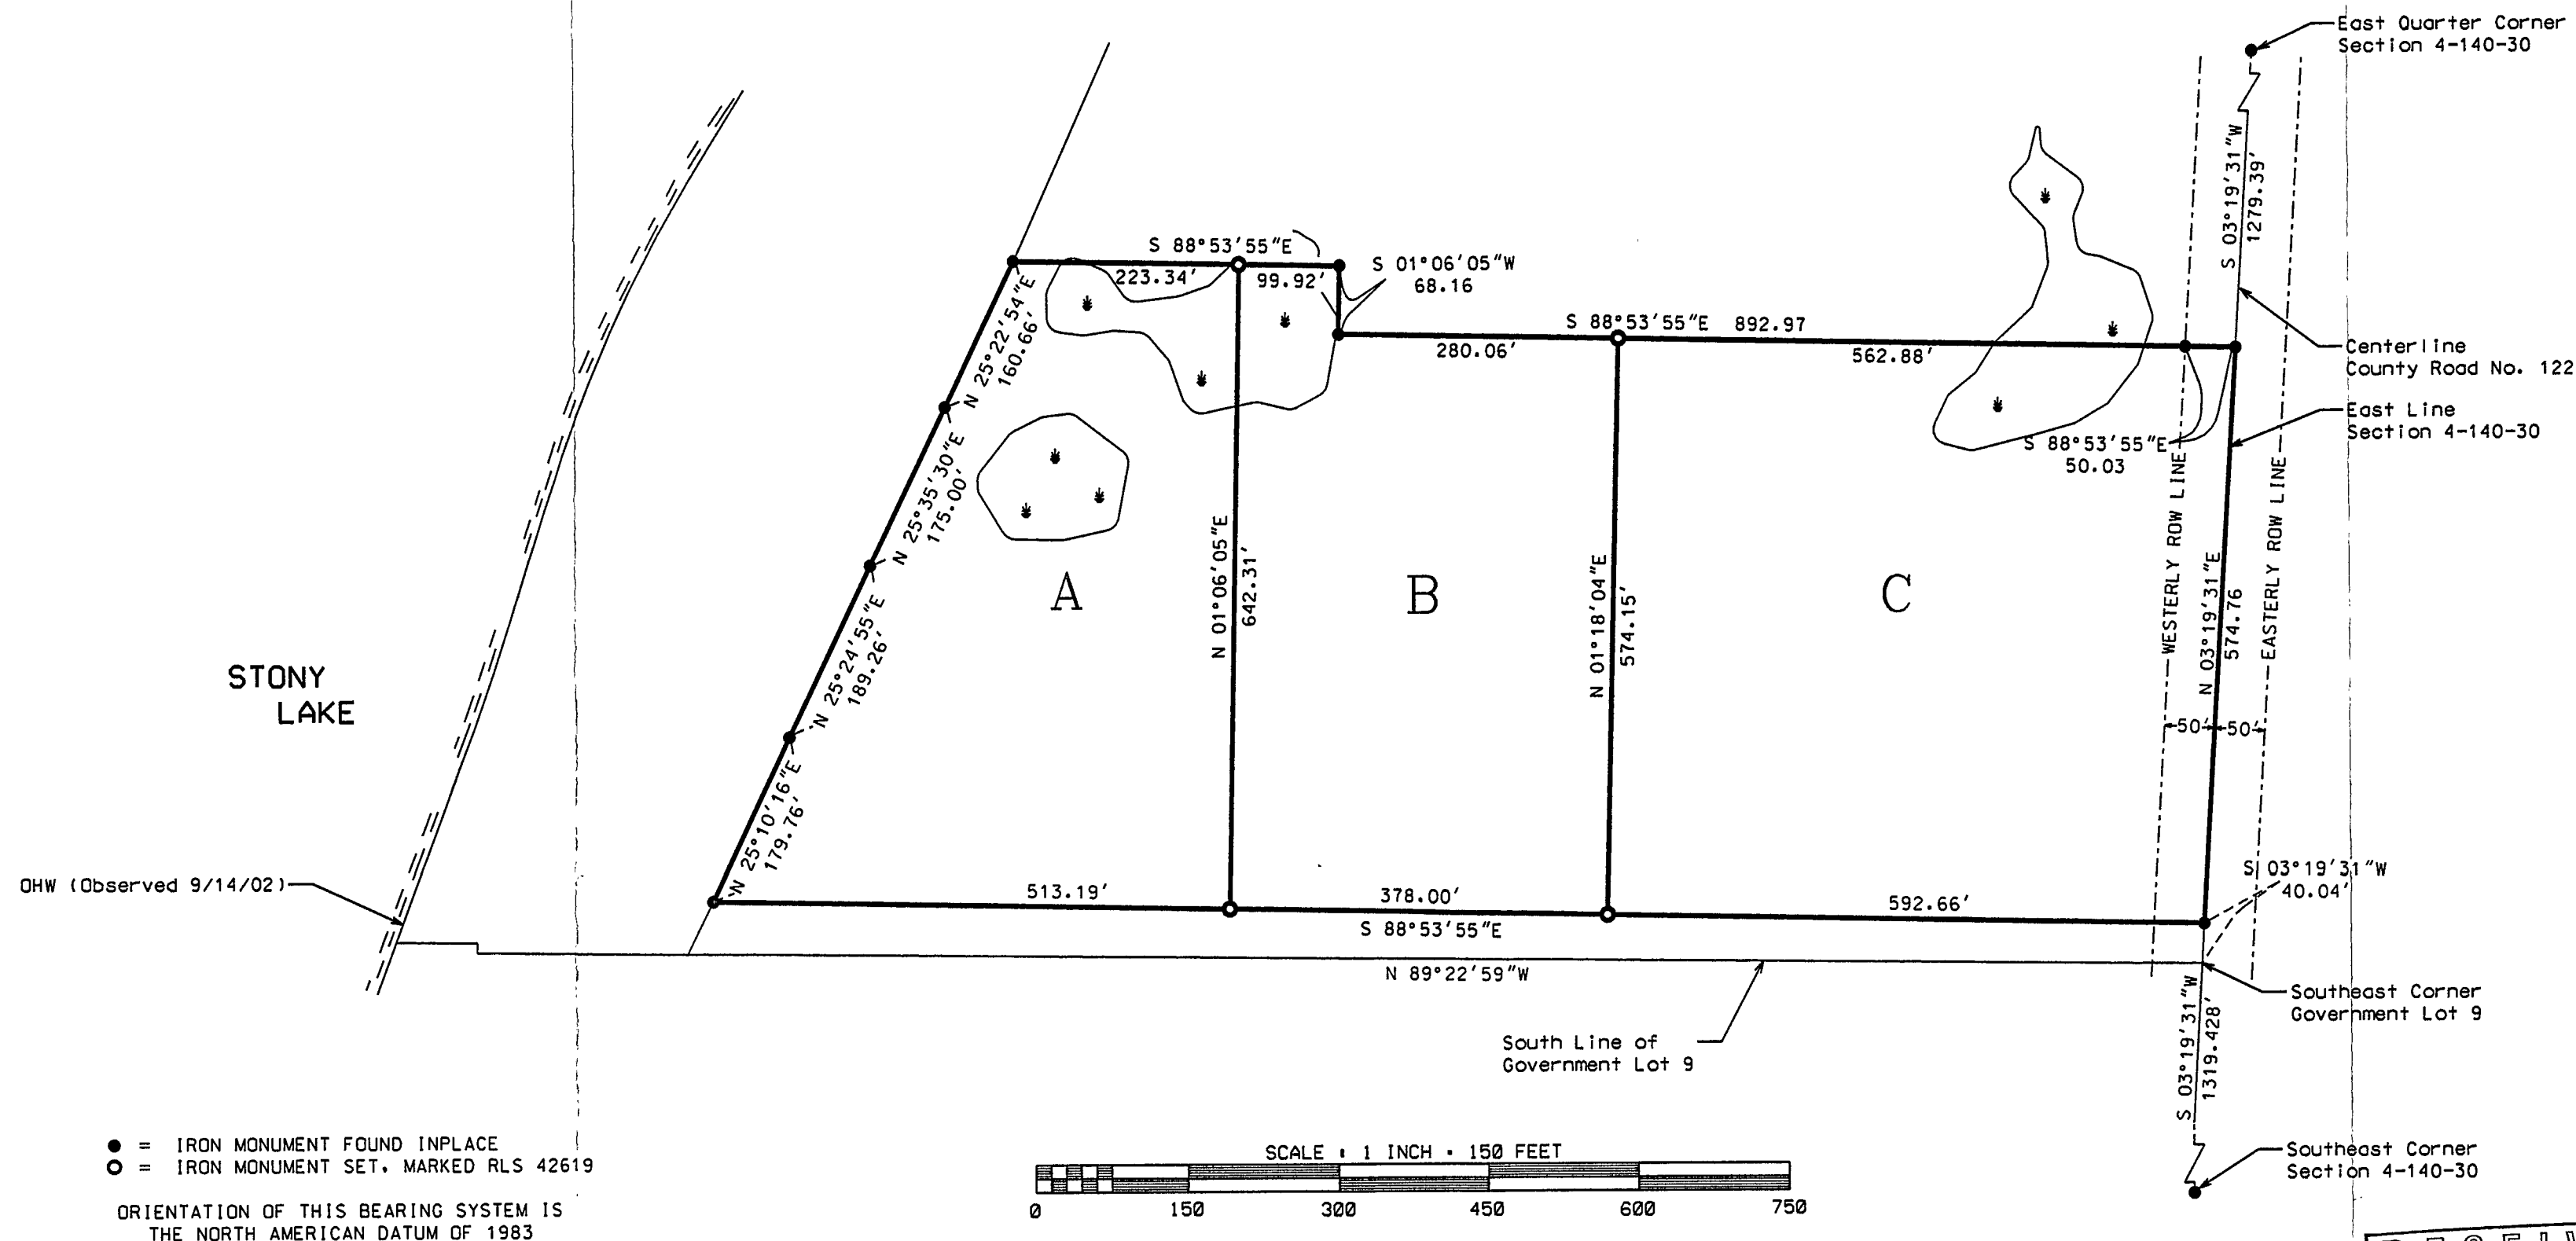 East Quarter Corner
Section 4-140-30
S 03°19'31"W
1279.39'
S 88°53'55"E
223.34'
99.92'
S 01°06'05"W
68.16
S 88°53'55"E 892.97
280.06'
562.88'
Centerline
County Road No. 122
East Line
Section 4-140-30
S 88°53'55"E
50.03
N 25°22'54"E
160.66'
N 25°35'30"E
175.00'
N 25°24'55"E
189.26'
N 25°10'16"E
179.76'
A
B
C
N 01°06'05"E
642.31'
N 01°18'04"E
574.15'
WESTERLY ROW LINE
N 03°19'31"E
574.76
EASTERLY ROW LINE
50'
50'
STONY
LAKE
OHW (Observed 9/14/02)
513.19'
378.00'
592.66'
S 88°53'55"E
S 03°19'31"W
40.04'
N 89°22'59"W
Southeast Corner
Government Lot 9
South Line of
Government Lot 9
S 03°19'31"W
1319.428'
Southeast Corner
Section 4-140-30
= IRON MONUMENT FOUND INPLACE
= IRON MONUMENT SET. MARKED RLS 42619
ORIENTATION OF THIS BEARING SYSTEM IS
THE NORTH AMERICAN DATUM OF 1983
SCALE : 1 INCH = 150 FEET
0 150 300 450 600 750